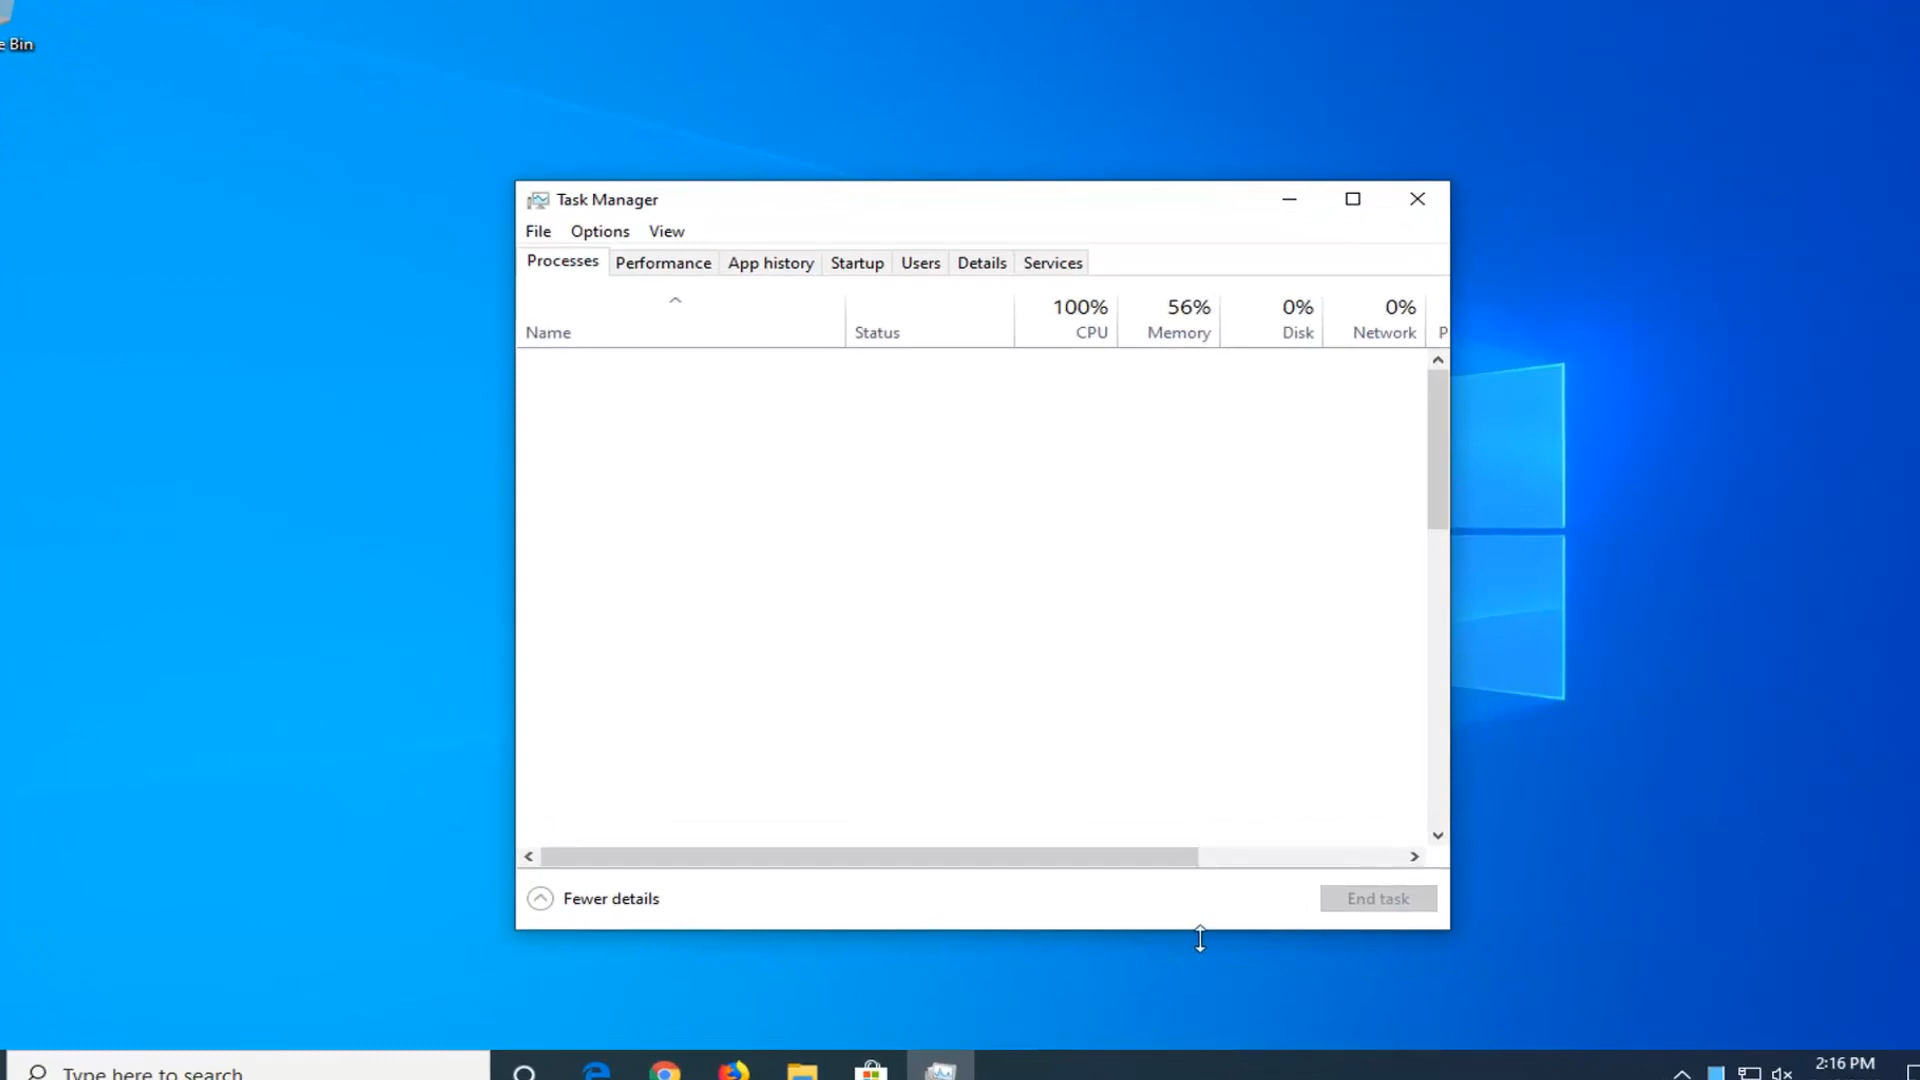 e Bin
Task Manager
File Options View
Processes Performance App history Startup Users Details Services
100% 56% 0% 0%
Name Status CPU Memory Disk Network P
Fewer details End task
Type here to search
2:16 PM